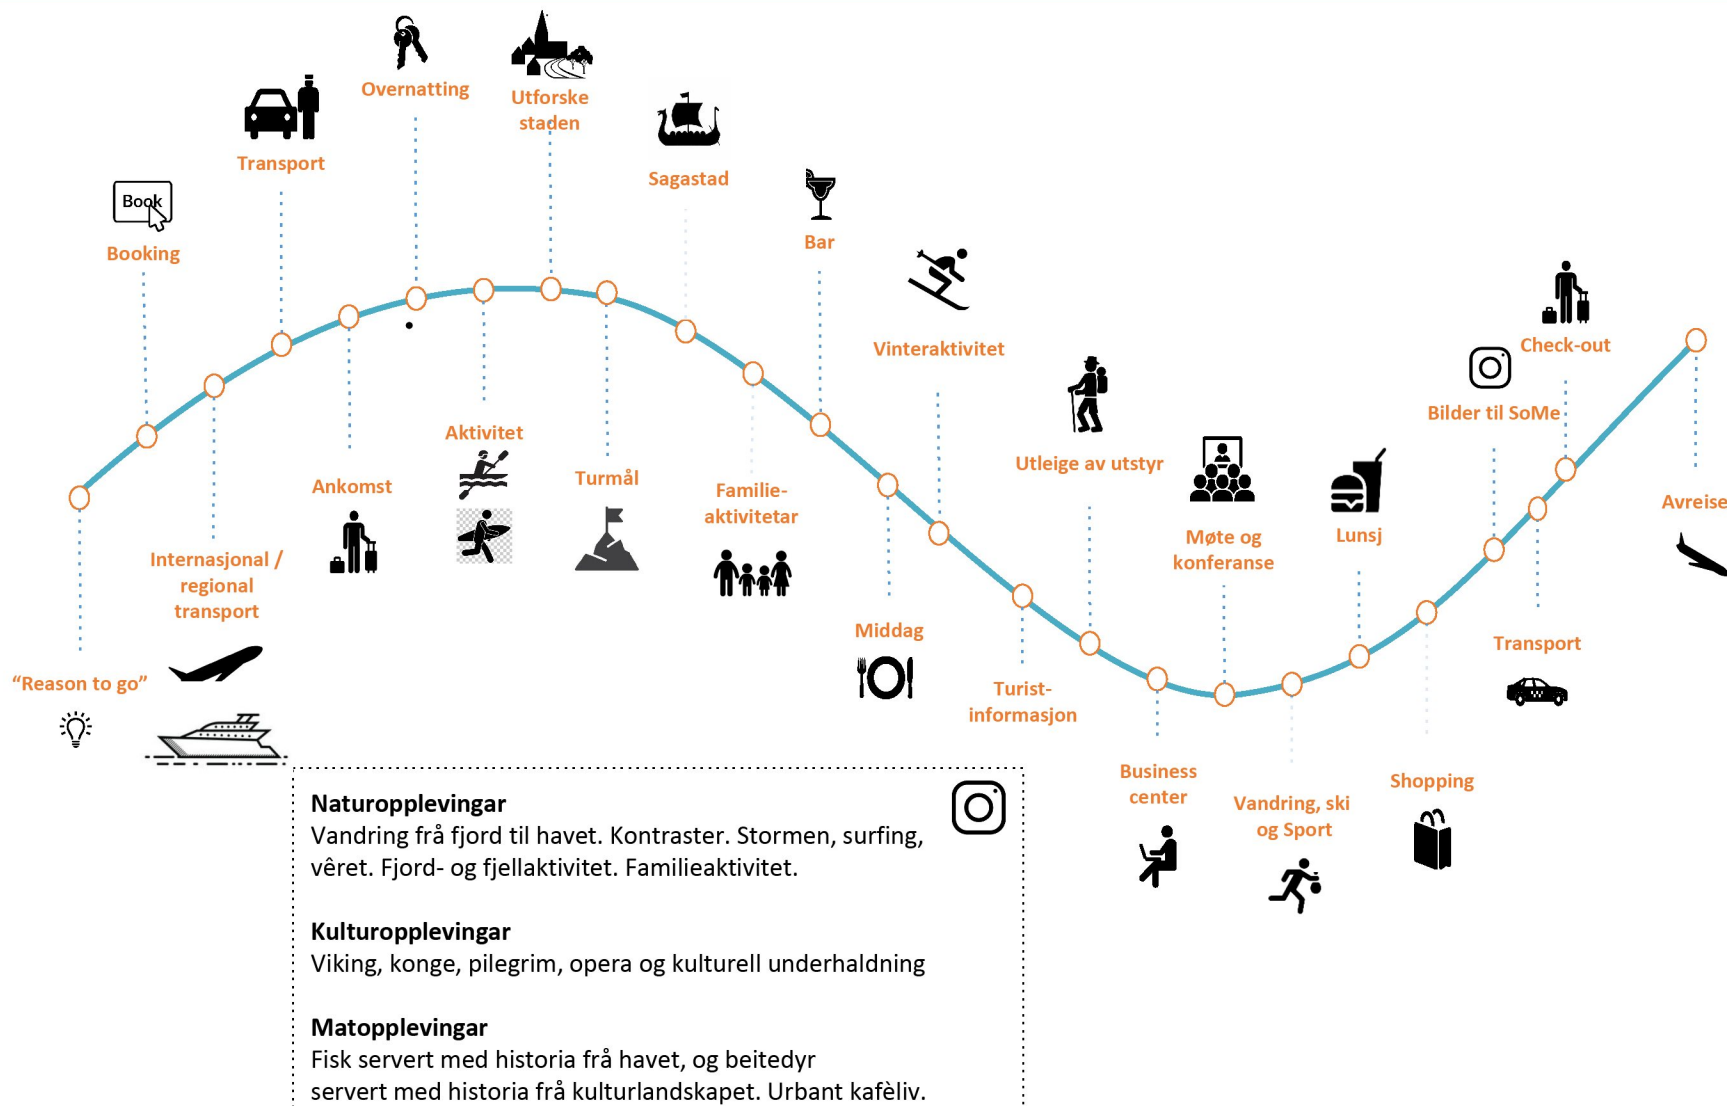 Overnatting
Utforske
staden
Transport
Sagastad
Book
Booking
Bar
Vinteraktivitet
Check-out
Bilder til SoMe
Utleige av utstyr
Aktivitet
Ankomst
Turmål
Familie-
aktivitetar
Møte og
konferanse
Lunsj
Avreise
Internasjonal /
regional
transport
Middag
Transport
"Reason to go"
Turist-
informasjon
Business
center
Vandring, ski
og Sport
Shopping
Naturopplevingar
Vandring frå fjord til havet. Kontraster. Stormen, surfing,
vêret. Fjord- og fjellaktivitet. Familieaktivitet.
Kulturopplevingar
Viking, konge, pilegrim, opera og kulturell underhaldning
Matopplevingar
Fisk servert med historia frå havet, og beitedyr
servert med historia frå kulturlandskapet. Urbant kafèliv.